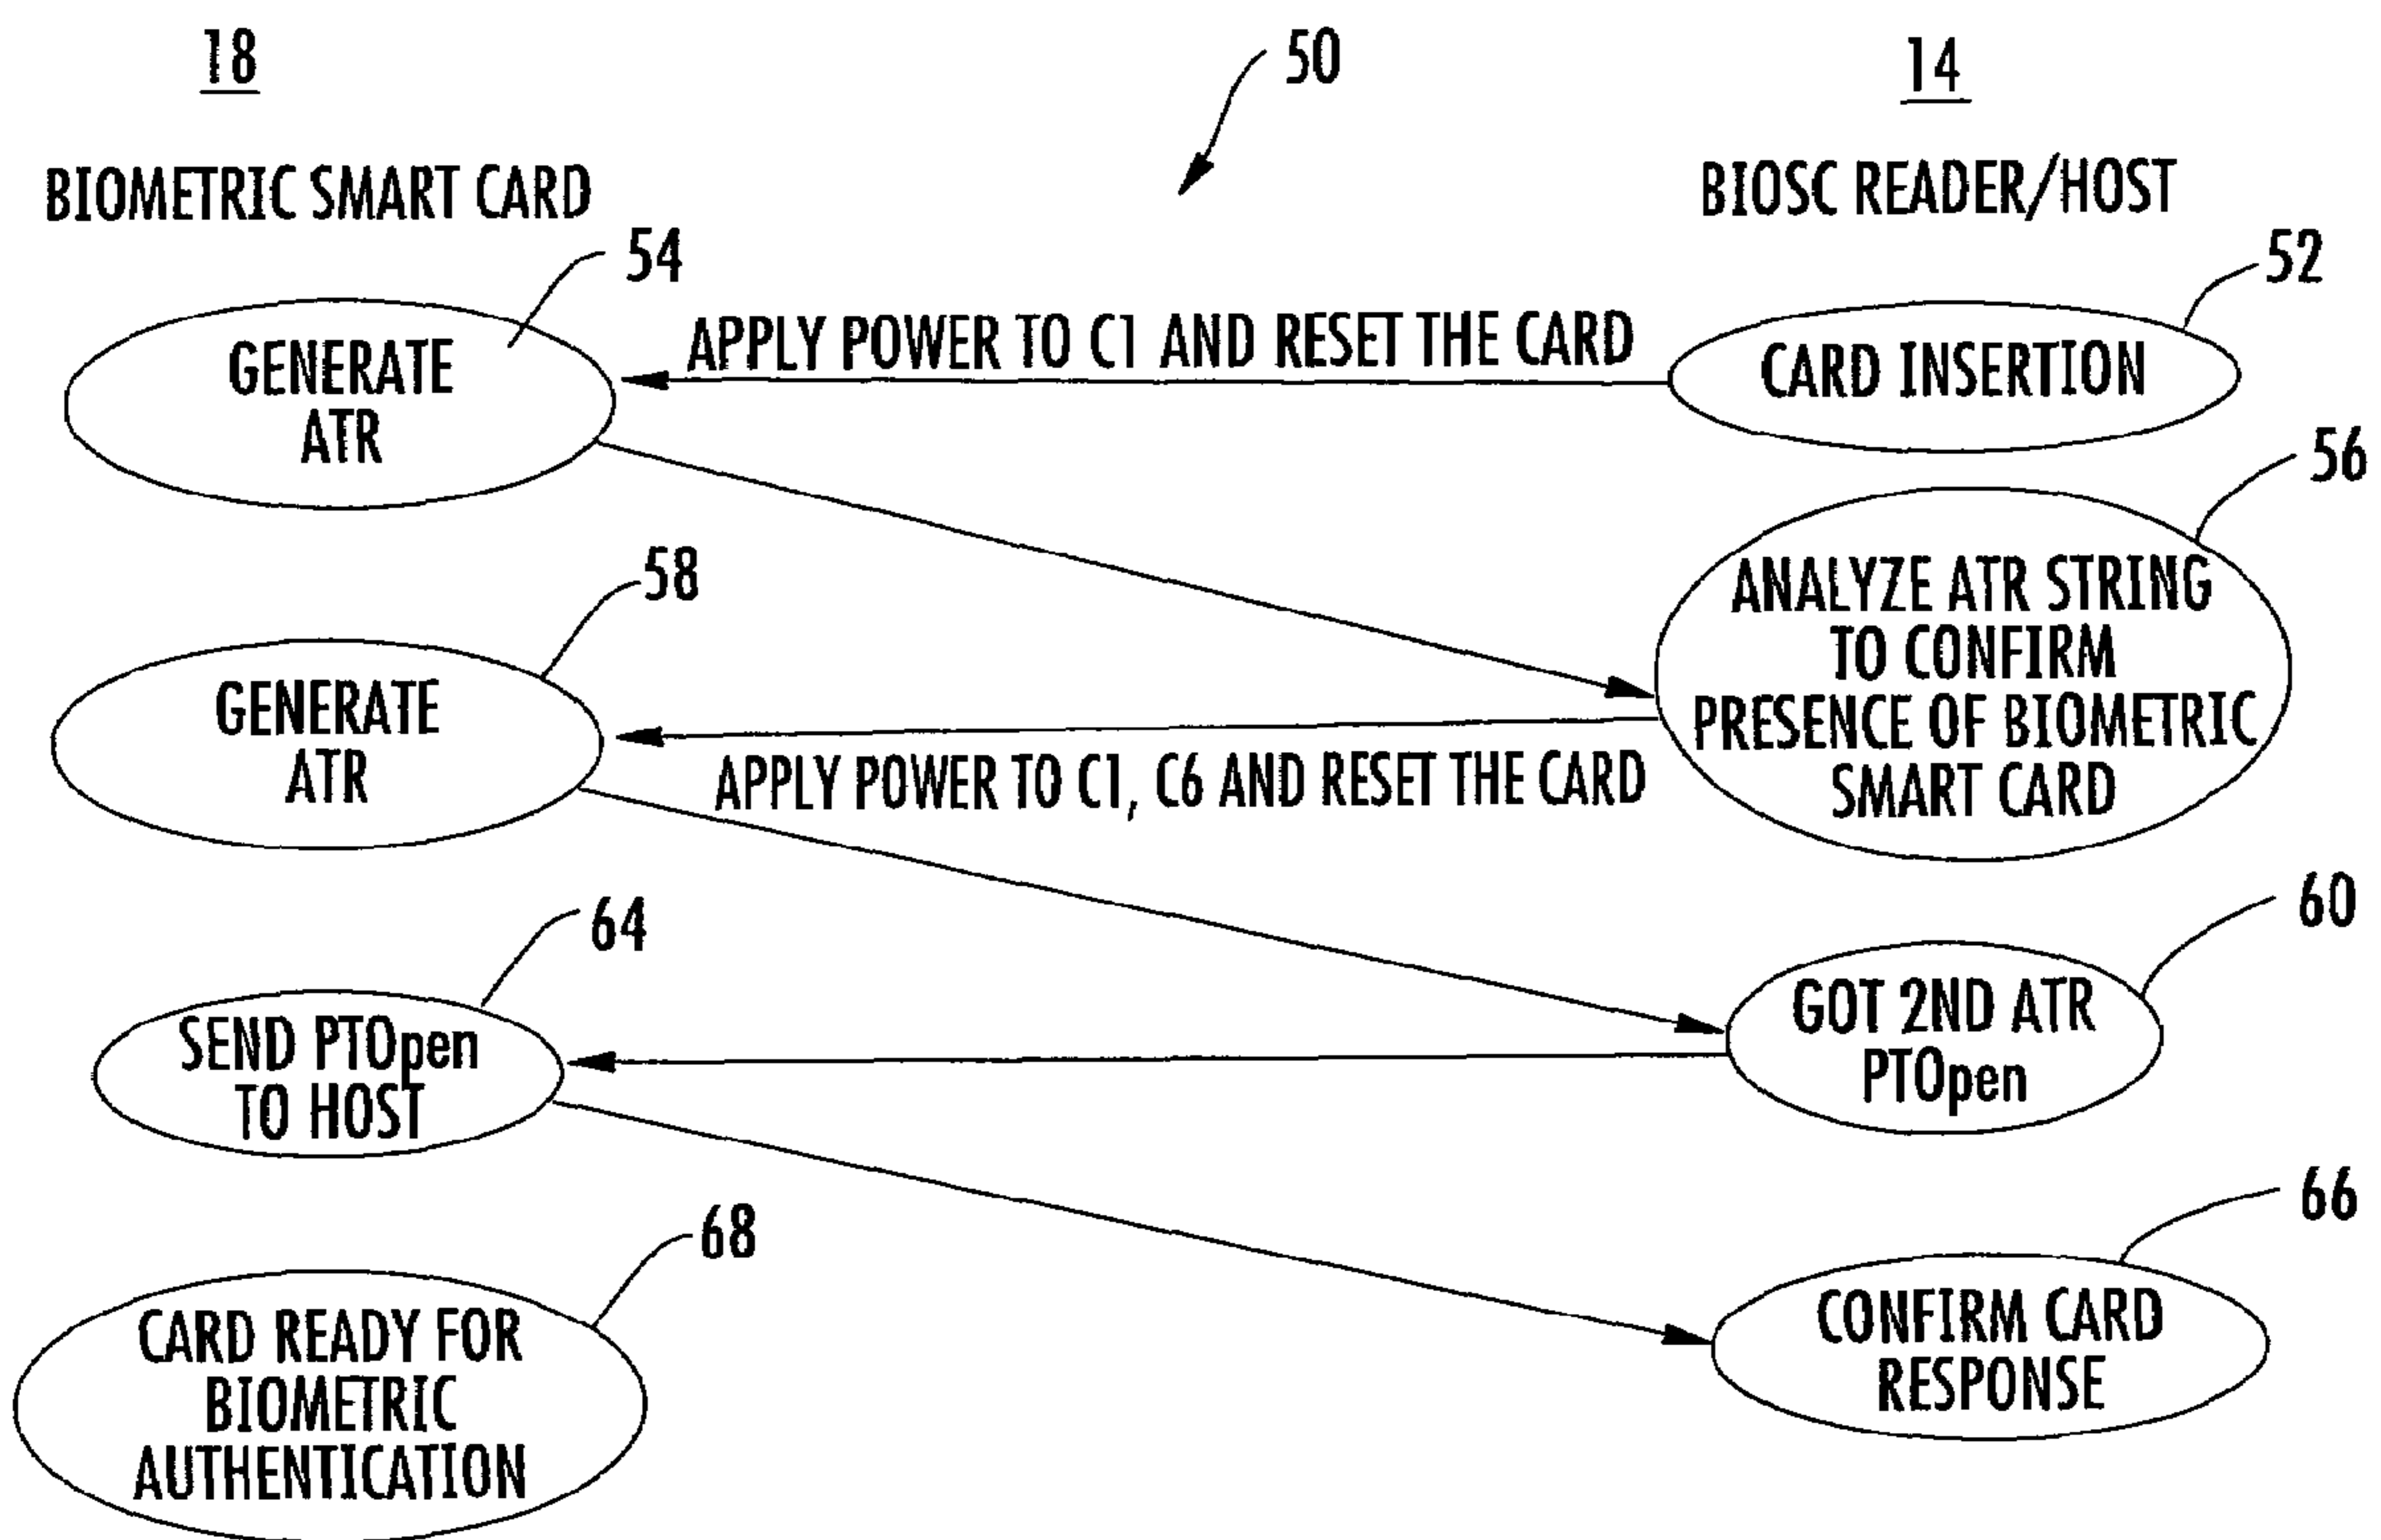 18
50
14
BIOMETRIC SMART CARD
BIOSC READER/HOST
54
52
GENERATE
ATR
APPLY POWER TO C1 AND RESET THE CARD
CARD INSERTION
56
58
ANALYZE ATR STRING
TO CONFIRM
PRESENCE OF BIOMETRIC
SMART CARD
GENERATE
ATR
APPLY POWER TO C1, C6 AND RESET THE CARD
64
60
SEND PTOpen
TO HOST
GOT 2ND ATR
PTOpen
68
66
CARD READY FOR
BIOMETRIC
AUTHENTICATION
CONFIRM CARD
RESPONSE